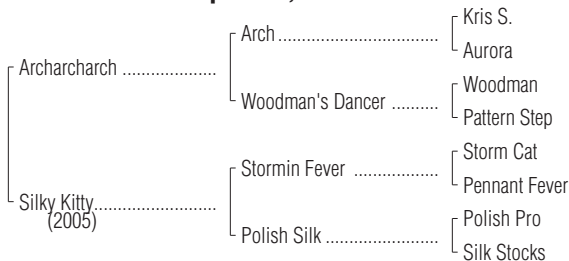 Kris S.
Arch ....................................
Aurora
Archarcharch .....................
Woodman
Woodman's Dancer ..........
Pattern Step
Storm Cat
Stormin Fever ...................
Pennant Fever
Silky Kitty...........................
(2005)
Polish Pro
Polish Silk .........................
Silk Stocks